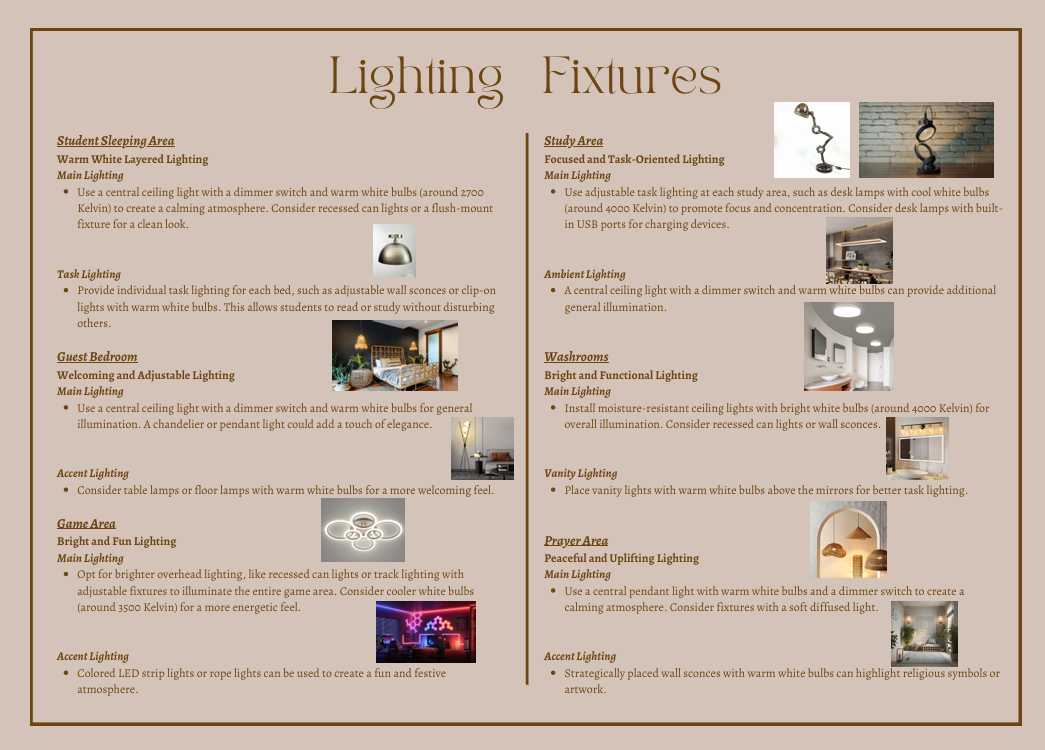 Lighting Fixtures
Student Sleeping Area
Warm White Layered Lighting
Main Lighting
• Use a central ceiling light with a dimmer switch and warm white bulbs (around 2700
Kelvin) to create a calming atmosphere. Consider recessed can lights or a flush-mount
fixture for a clean look.
Task Lighting
• Provide individual task lighting for each bed, such as adjustable wall sconces or clip-on
lights with warm white bulbs. This allows students to read or study without disturbing
others.
Guest Bedroom
Welcoming and Adjustable Lighting
Main Lighting
• Use a central ceiling light with a dimmer switch and warm white bulbs for general
illumination. A chandelier or pendant light could add a touch of elegance.
Accent Lighting
• Consider table lamps or floor lamps with warm white bulbs for a more welcoming feel.
Game Area
Bright and Fun Lighting
Main Lighting
• Opt for brighter overhead lighting, like recessed can lights or track lighting with
adjustable fixtures to illuminate the entire game area. Consider cooler white bulbs
(around 3500 Kelvin) for a more energetic feel.
Accent Lighting
• Colored LED strip lights or rope lights can be used to create a fun and festive
atmosphere.
Study Area
Focused and Task-Oriented Lighting
Main Lighting
• Use adjustable task lighting at each study area, such as desk lamps with cool white bulbs
(around 4000 Kelvin) to promote focus and concentration. Consider desk lamps with built-
in USB ports for charging devices.
Ambient Lighting
• A central ceiling light with a dimmer switch and warm white bulbs can provide additional
general illumination.
Washrooms
Bright and Functional Lighting
Main Lighting
• Install moisture-resistant ceiling lights with bright white bulbs (around 4000 Kelvin) for
overall illumination. Consider recessed can lights or wall sconces.
Vanity Lighting
• Place vanity lights with warm white bulbs above the mirrors for better task lighting.
Prayer Area
Peaceful and Uplifting Lighting
Main Lighting
• Use a central pendant light with warm white bulbs and a dimmer switch to create a
calming atmosphere. Consider fixtures with a soft diffused light.
Accent Lighting
• Strategically placed wall sconces with warm white bulbs can highlight religious symbols or
artwork.